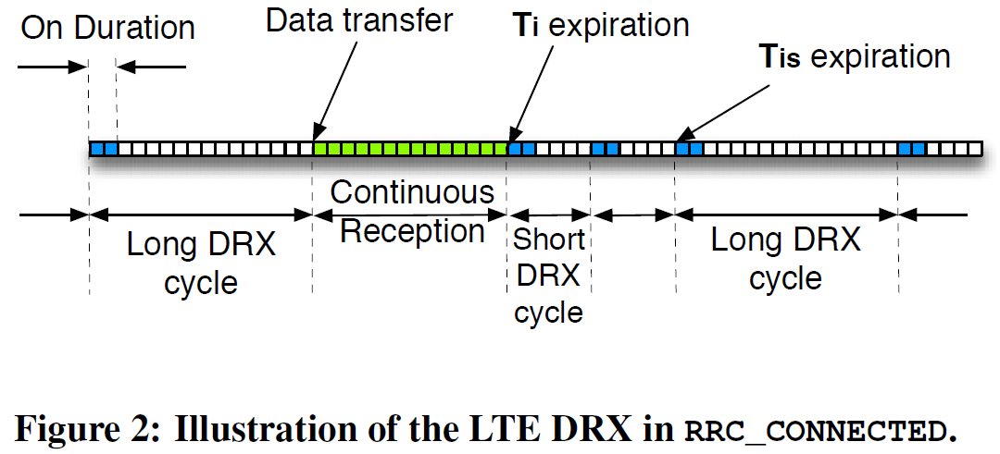 On Duration
Data transfer
Ti expiration
Tis expiration
Continuous
Reception
Long DRX
cycle
Short
DRX
cycle
Long DRX
cycle
Figure 2: Illustration of the LTE DRX in RRC_CONNECTED.